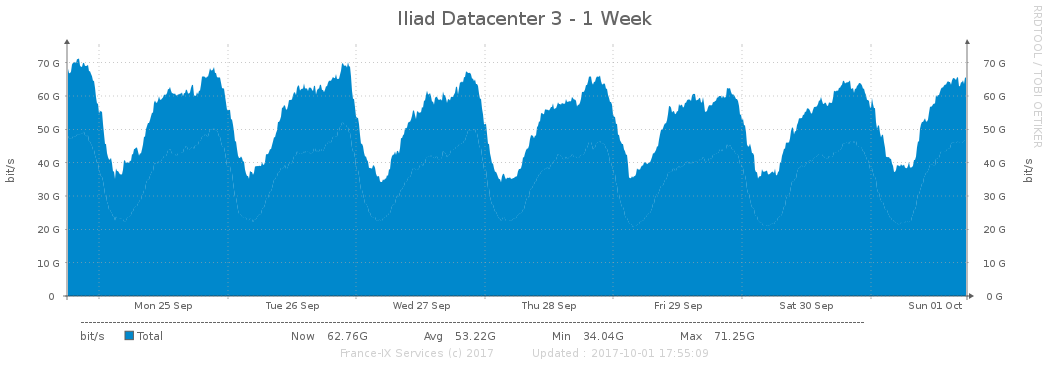 Iliad Datacenter 3 - 1 Week
RRDTOOL / TOBI OETIKER
bit/s
70 G
60 G
50 G
40 G
30 G
20 G
10 G
0
70 G
60 G
50 G
40 G
30 G
20 G
10 G
0 G
bit/s
Mon 25 Sep Tue 26 Sep Wed 27 Sep Thu 28 Sep Fri 29 Sep Sat 30 Sep Sun 01 Oct
bit/s Total Now 62.76G Avg 53.22G Min 34.04G Max 71.25G
France-IX Services (c) 2017 Updated : 2017-10-01 17:55:09